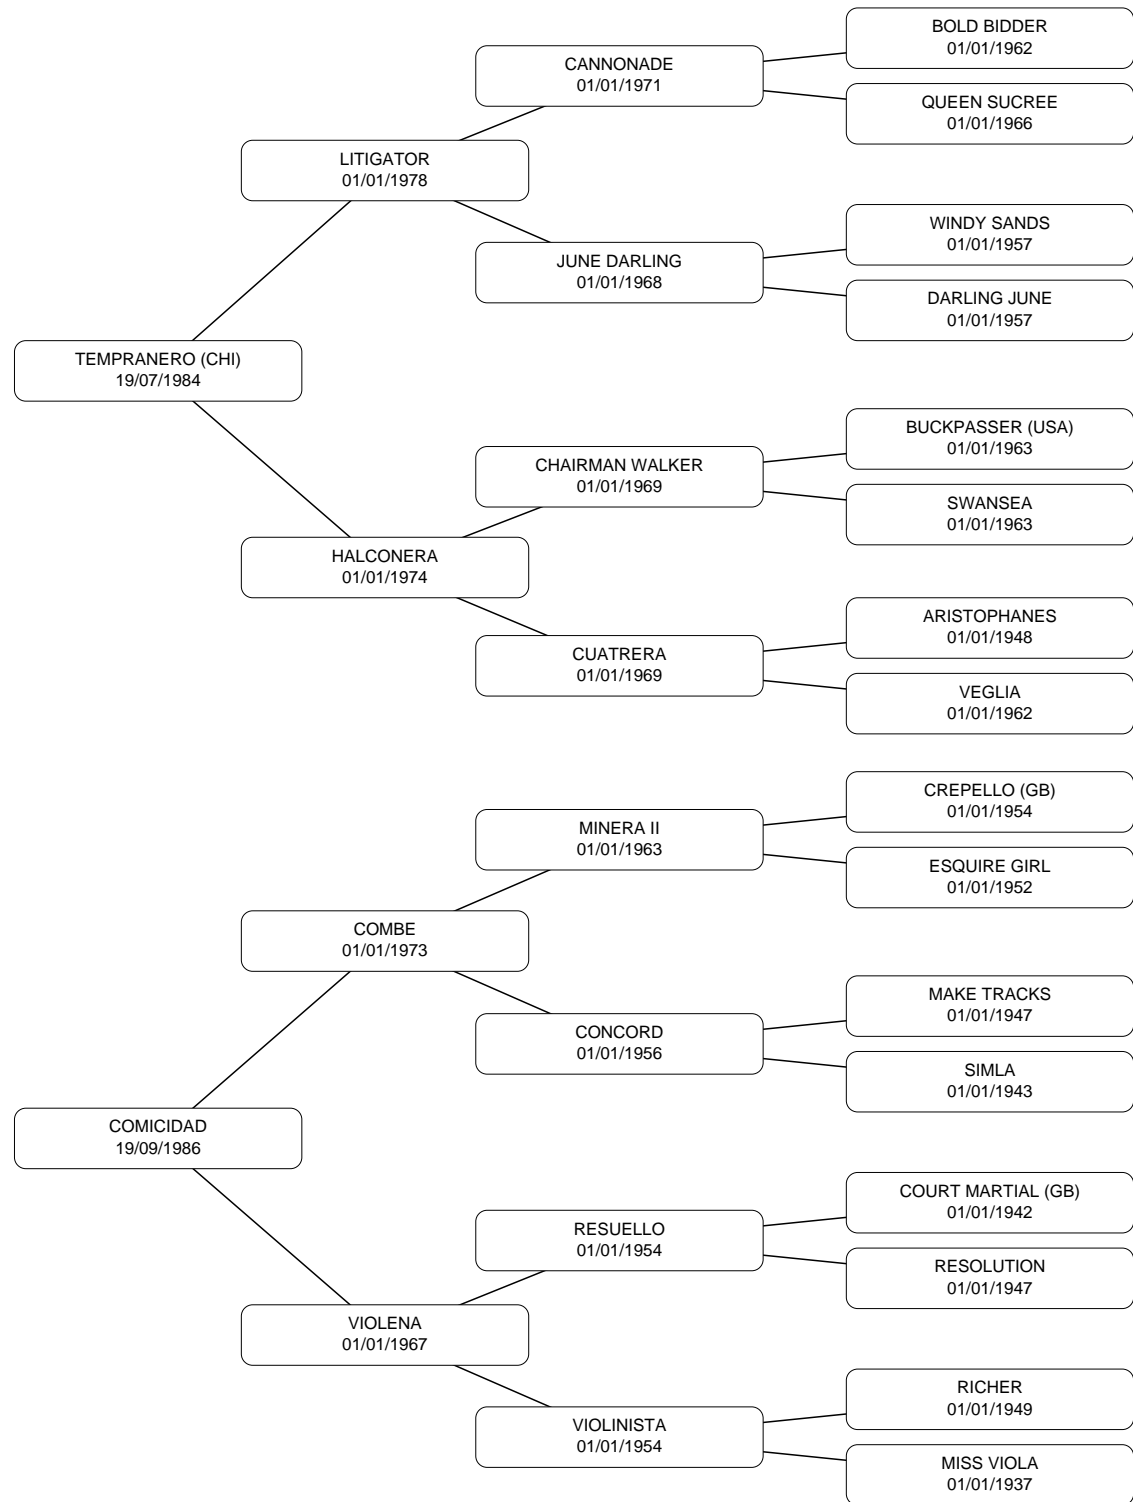 BOLD BIDDER
01/01/1962
CANNONADE
01/01/1971
QUEEN SUCREE
01/01/1966
LITIGATOR
01/01/1978
WINDY SANDS
01/01/1957
JUNE DARLING
01/01/1968
DARLING JUNE
01/01/1957
TEMPRANERO (CHI)
19/07/1984
BUCKPASSER (USA)
01/01/1963
CHAIRMAN WALKER
01/01/1969
SWANSEA
01/01/1963
HALCONERA
01/01/1974
ARISTOPHANES
01/01/1948
CUATRERA
01/01/1969
VEGLIA
01/01/1962
CREPELLO (GB)
01/01/1954
MINERA II
01/01/1963
ESQUIRE GIRL
01/01/1952
COMBE
01/01/1973
MAKE TRACKS
01/01/1947
CONCORD
01/01/1956
SIMLA
01/01/1943
COMICIDAD
19/09/1986
COURT MARTIAL (GB)
01/01/1942
RESUELLO
01/01/1954
RESOLUTION
01/01/1947
VIOLENA
01/01/1967
RICHER
01/01/1949
VIOLINISTA
01/01/1954
MISS VIOLA
01/01/1937